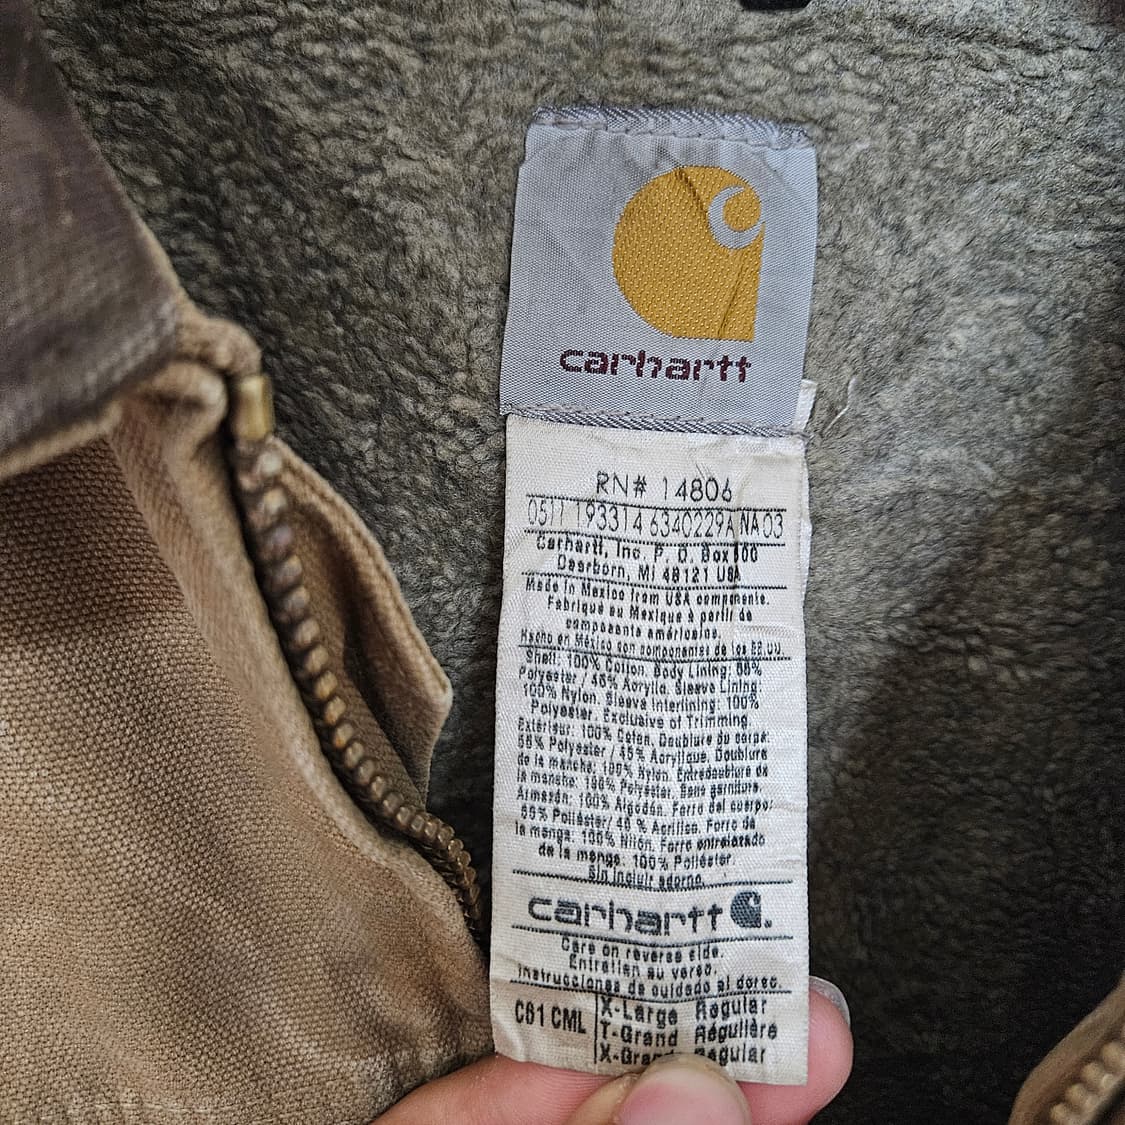 carhartt
RN# 14806
0511 193314 6340229A NA 03
Carhartt, Inc. P. O. Box 600
Dearborn, MI 48121 USA
Made in Mexico from USA components.
Fabriqué au Mexique à partir de
composants américains.
Hecho en México con componentes de los EE.UU.
Shell: 100% Cotton. Body Lining: 55%
Polyester / 45% Acrylic. Sleeve Lining:
100% Nylon. Sleeve Interlining: 100%
Polyester. Exclusive of Trimming.
Extérieur: 100% Coton. Doublure du corps:
55% Polyester / 45% Acrylique. Doublure
de la manche: 100% Nylon. Entredoublure de
la manche: 100% Polyéster. Sans garniture.
Armazón: 100% Algodón. Forro del cuerpo:
55% Poliéster/ 45 % Acrílico. Forro de
la manga: 100% Nilón. Forro entrelazado
de la manga: 100% Poliéster.
Sin incluir adorno.
carhartt
Care on reverse side.
Entretien au verso.
Instrucciones de cuidado al dorso.
C61 CML
X-Large Regular
T-Grand Régulière
X-Grande Regular